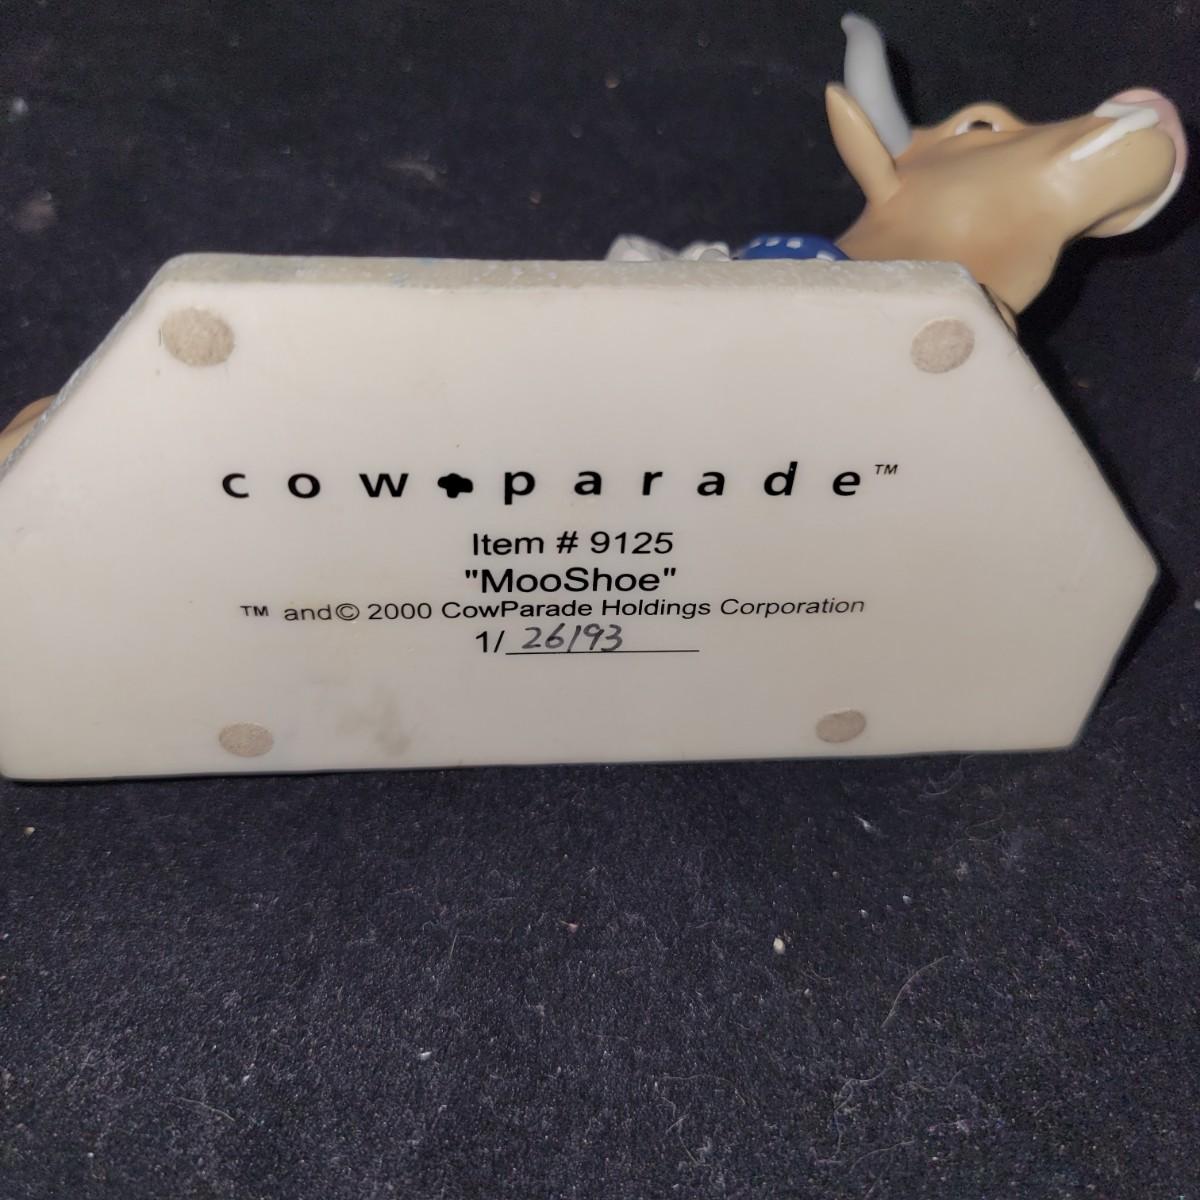 cow parade™
Item # 9125
"MooShoe"
™ and© 2000 CowParade Holdings Corporation
1/ 26193